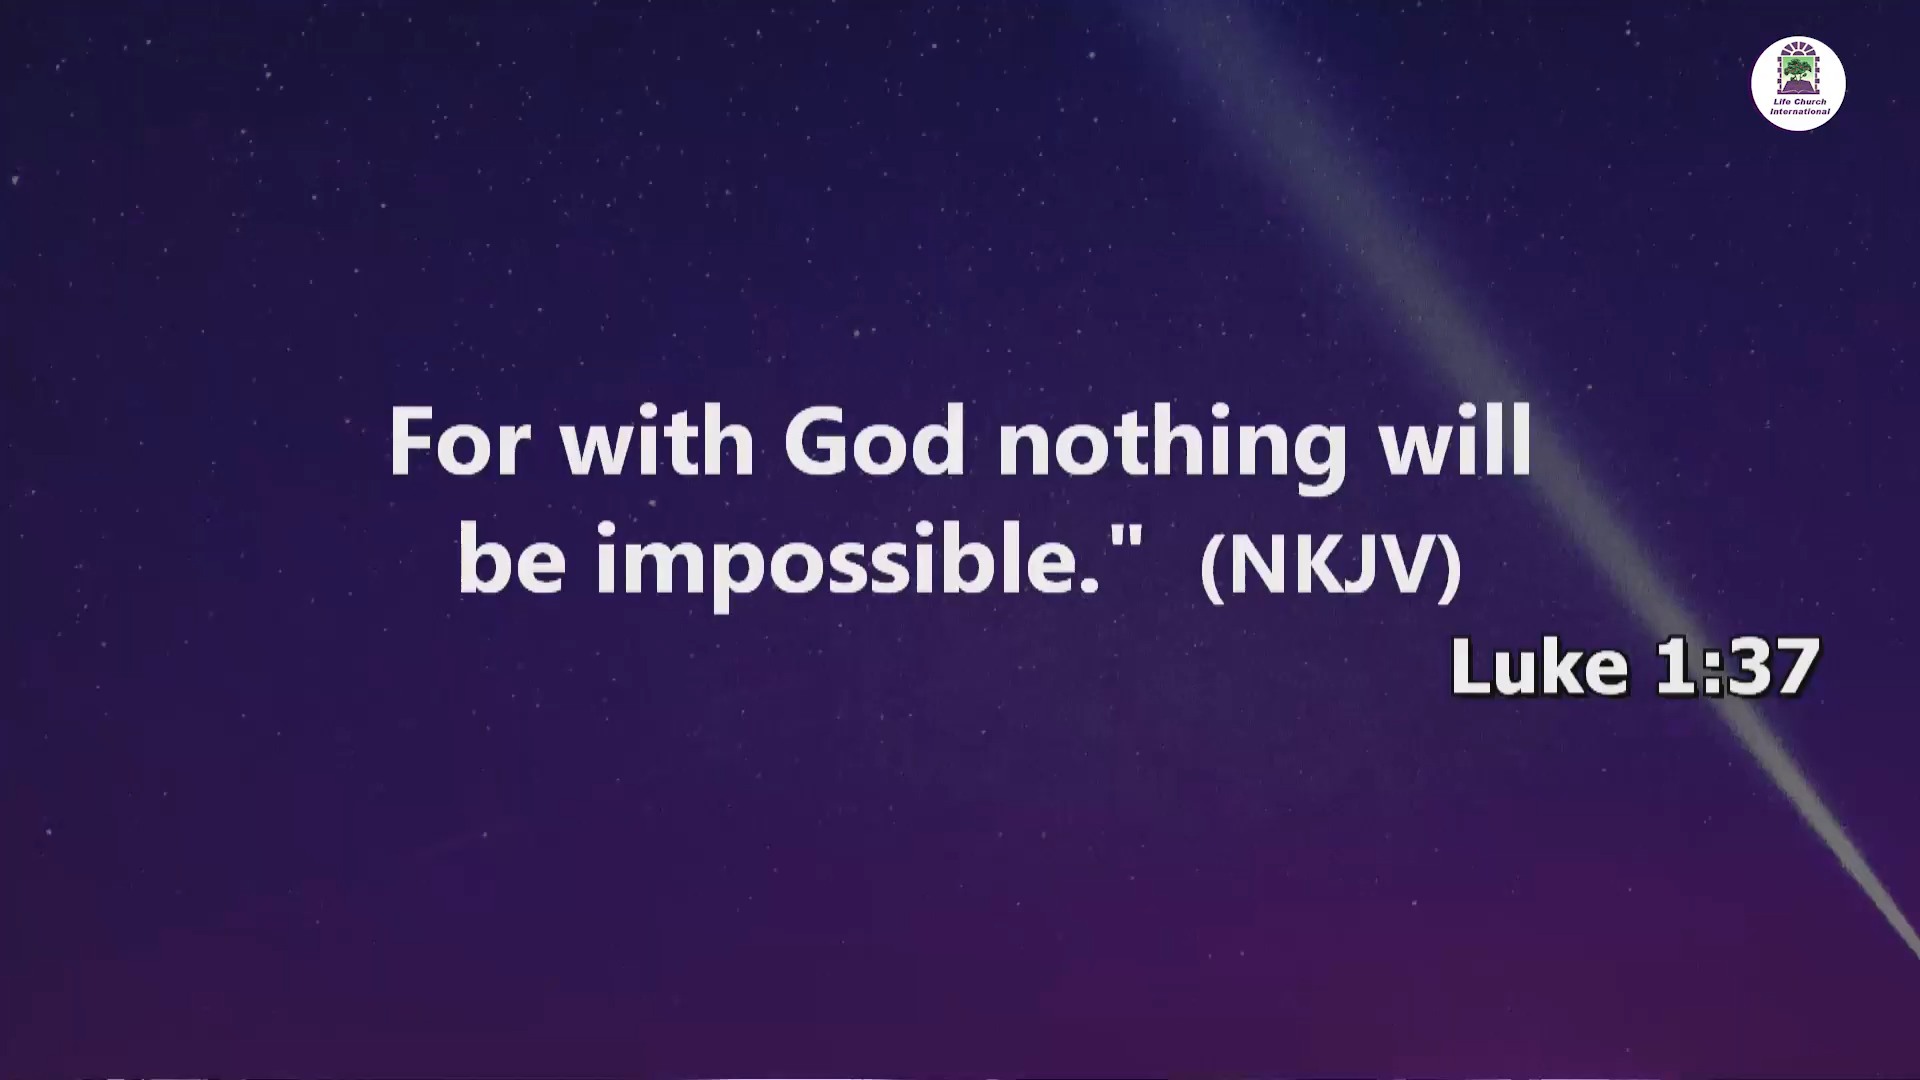 Life Church
International
For with God nothing will
be impossible."  (NKJV)
Luke 1:37